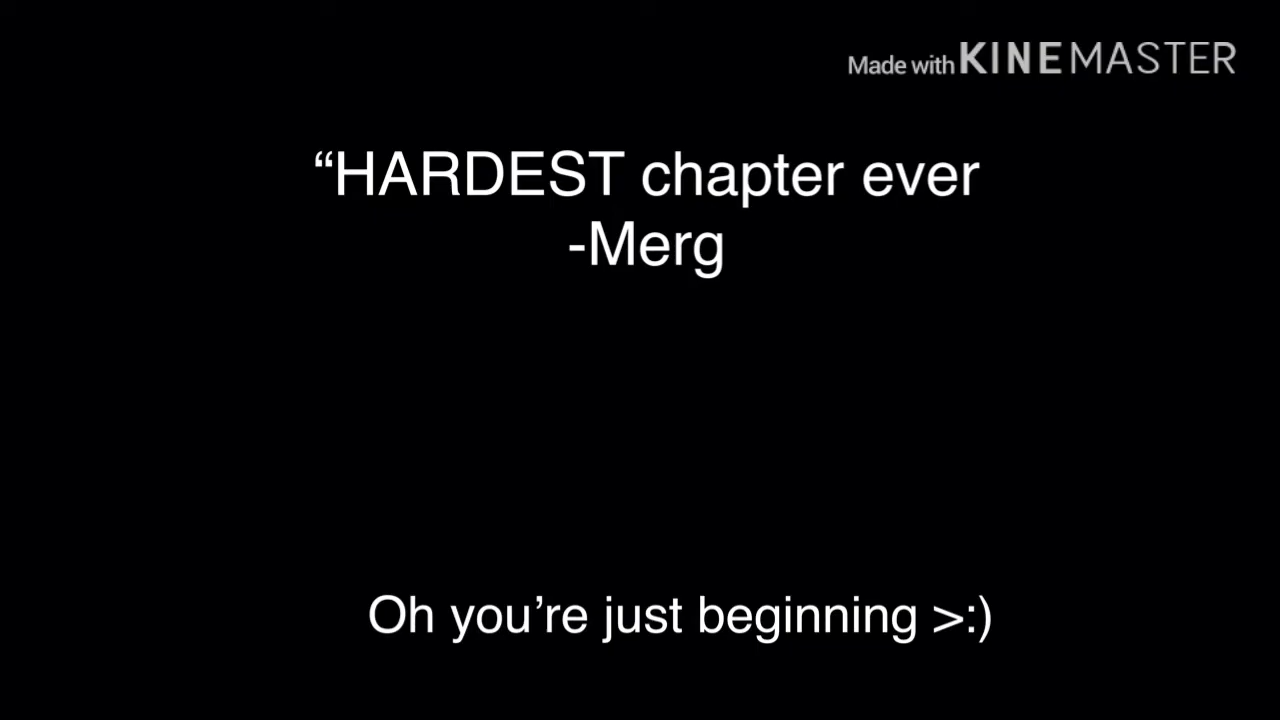 Made with KINEMASTER
“HARDEST chapter ever
-Merg
Oh you’re just beginning >:)